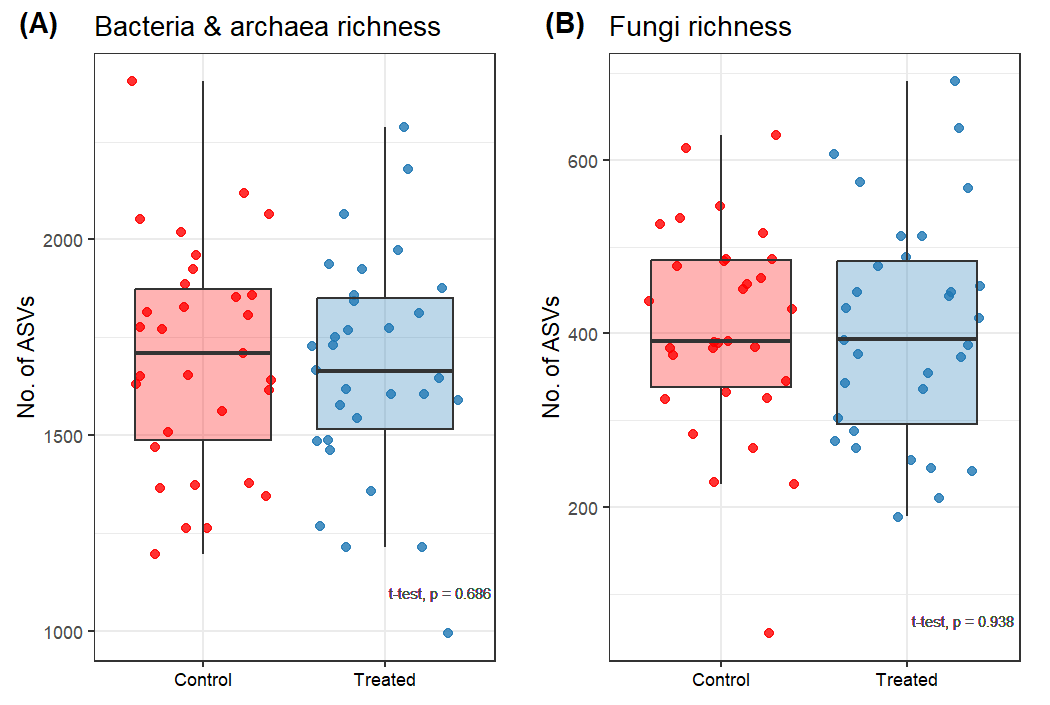 (A) Bacteria & archaea richness
No. of ASVs
2000
1500
1000
t-test, p = 0.686
Control Treated
(B) Fungi richness
No. of ASVs
600
400
200
t-test, p = 0.938
Control Treated